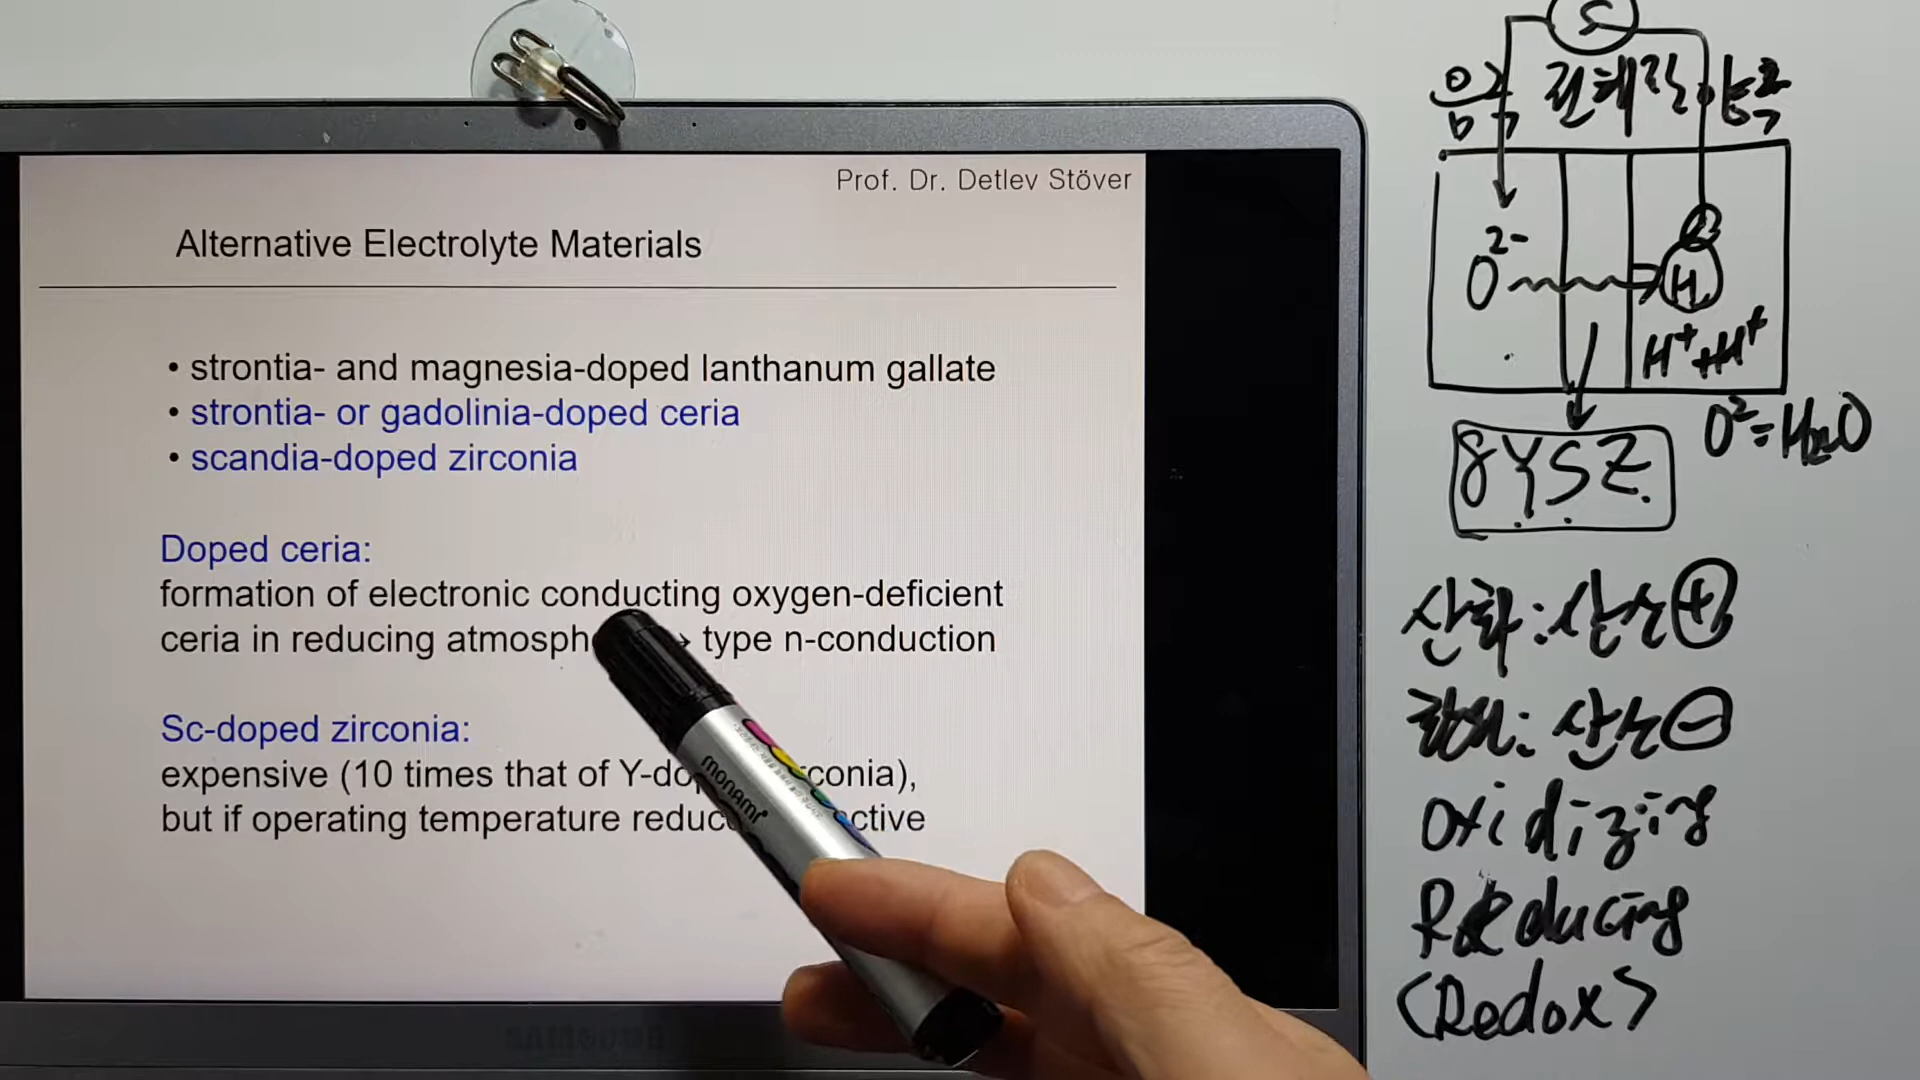 Prof. Dr. Detlev Stöver
Alternative Electrolyte Materials
• strontia- and magnesia-doped lanthanum gallate
• strontia- or gadolinia-doped ceria
• scandia-doped zirconia
Doped ceria:
formation of electronic conducting oxygen-deficient
ceria in reducing atmosph → type n-conduction
Sc-doped zirconia:
expensive (10 times that of Y-do rconia),
but if operating temperature reduc ctive
monami
SAMSUNG
음극 전해질
O2-
H
H+ + H+
O2- = H2O
8YSZ
산화: 산소 +
환원: 산소 -
Oxidizing
Reducing
<Redox>